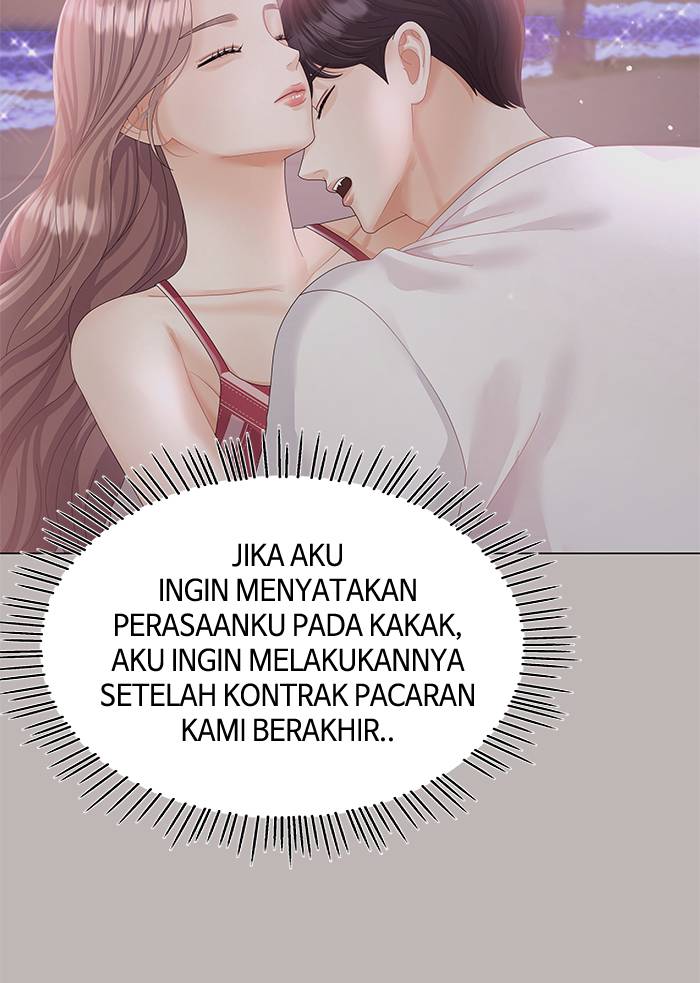 JIKA AKU
INGIN MENYATAKAN
PERASAANKU PADA KAKAK,
AKU INGIN MELAKUKANNYA
SETELAH KONTRAK PACARAN
KAMI BERAKHIR..